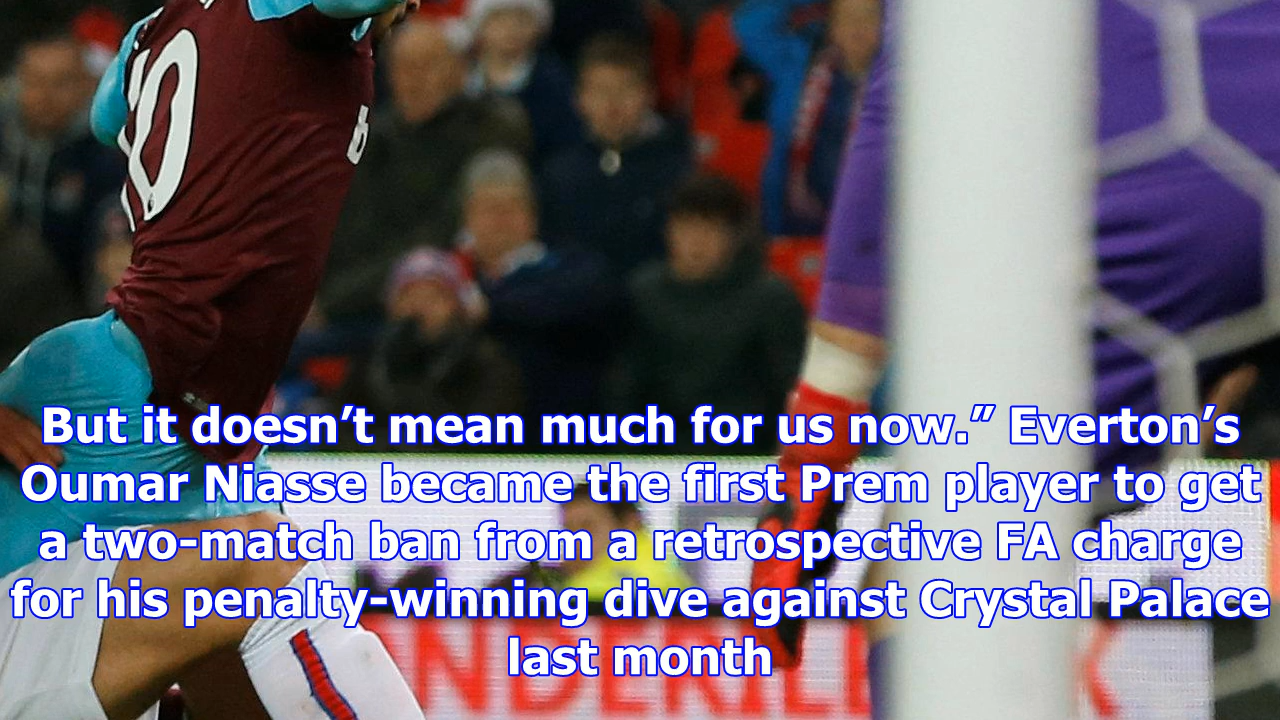 10
But it doesn’t mean much for us now.” Everton’s
Oumar Niasse became the first Prem player to get
a two-match ban from a retrospective FA charge
for his penalty-winning dive against Crystal Palace
last month